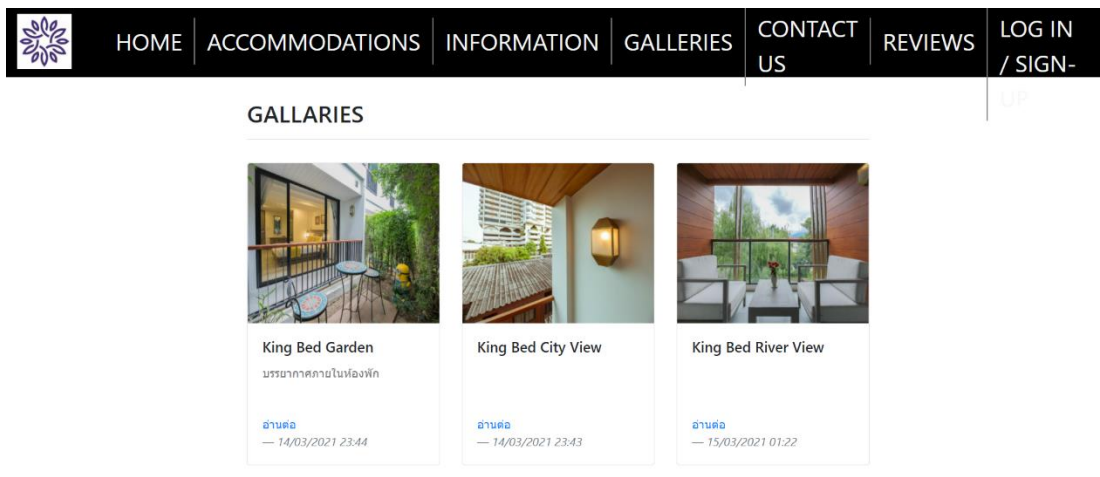 HOME
ACCOMMODATIONS
INFORMATION
GALLERIES
CONTACT
US
REVIEWS
LOG IN
/ SIGN-
UP
GALLARIES
King Bed Garden
บรรยากาศภายในห้องพัก
อ่านต่อ
— 14/03/2021 23:44
King Bed City View
อ่านต่อ
— 14/03/2021 23:43
King Bed River View
อ่านต่อ
— 15/03/2021 01:22